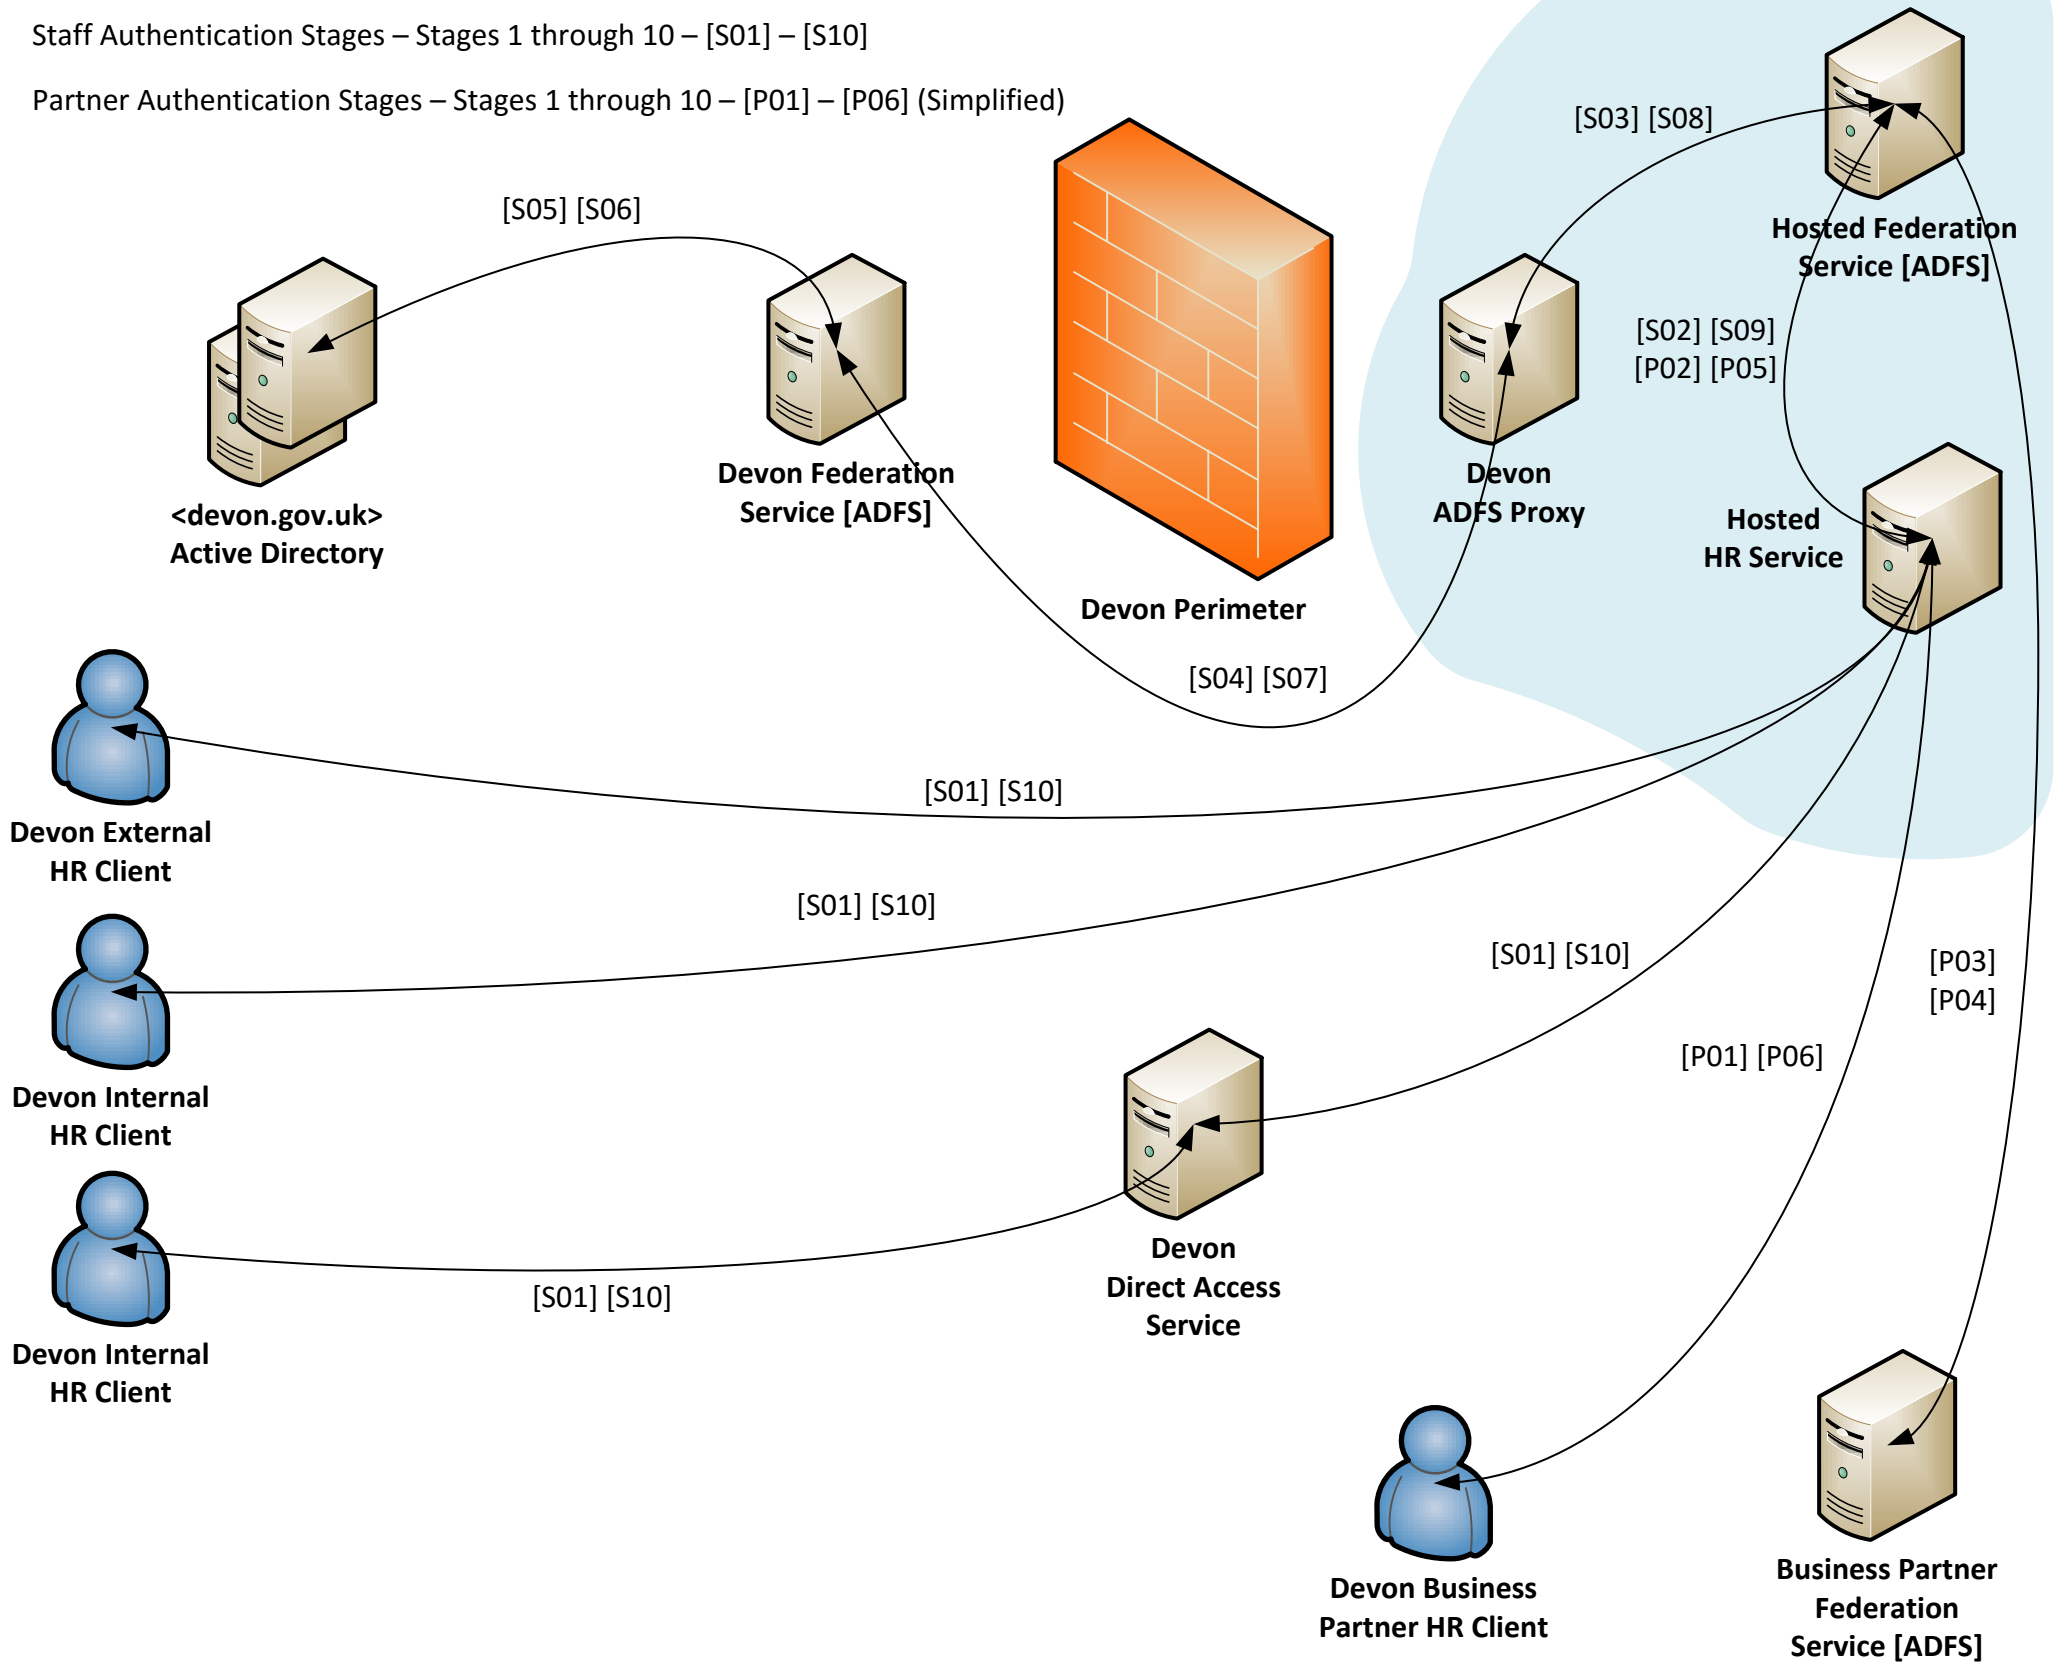 Staff Authentication Stages – Stages 1 through 10 – [S01] – [S10]
Partner Authentication Stages – Stages 1 through 10 – [P01] – [P06] (Simplified)
[S03] [S08]
[S05] [S06]
Hosted Federation
Service [ADFS]
[S02] [S09]
[P02] [P05]
Devon Federation
Service [ADFS]
Devon
ADFS Proxy
<devon.gov.uk>
Active Directory
Hosted
HR Service
Devon Perimeter
[S04] [S07]
[S01] [S10]
Devon External
HR Client
[S01] [S10]
[S01] [S10]
[P03]
[P04]
[P01] [P06]
Devon Internal
HR Client
Devon
Direct Access
Service
[S01] [S10]
Devon Internal
HR Client
Devon Business
Partner HR Client
Business Partner
Federation
Service [ADFS]